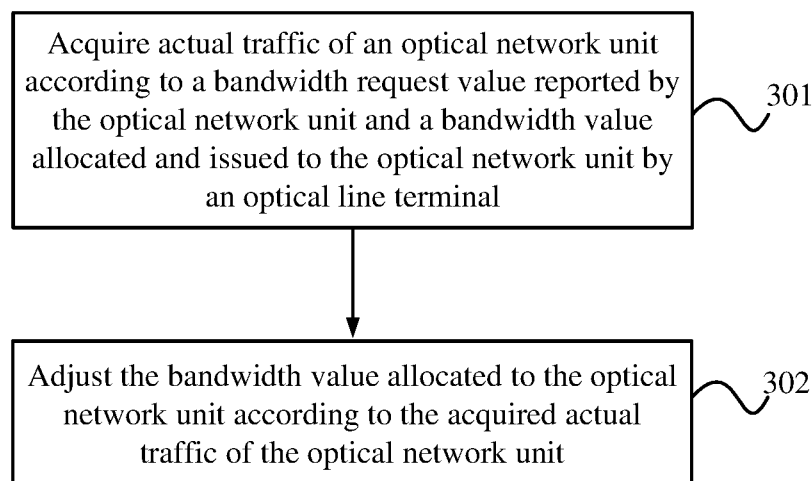 Acquire actual traffic of an optical network unit
according to a bandwidth request value reported by
the optical network unit and a bandwidth value
allocated and issued to the optical network unit by
an optical line terminal
301
Adjust the bandwidth value allocated to the optical
network unit according to the acquired actual
traffic of the optical network unit
302